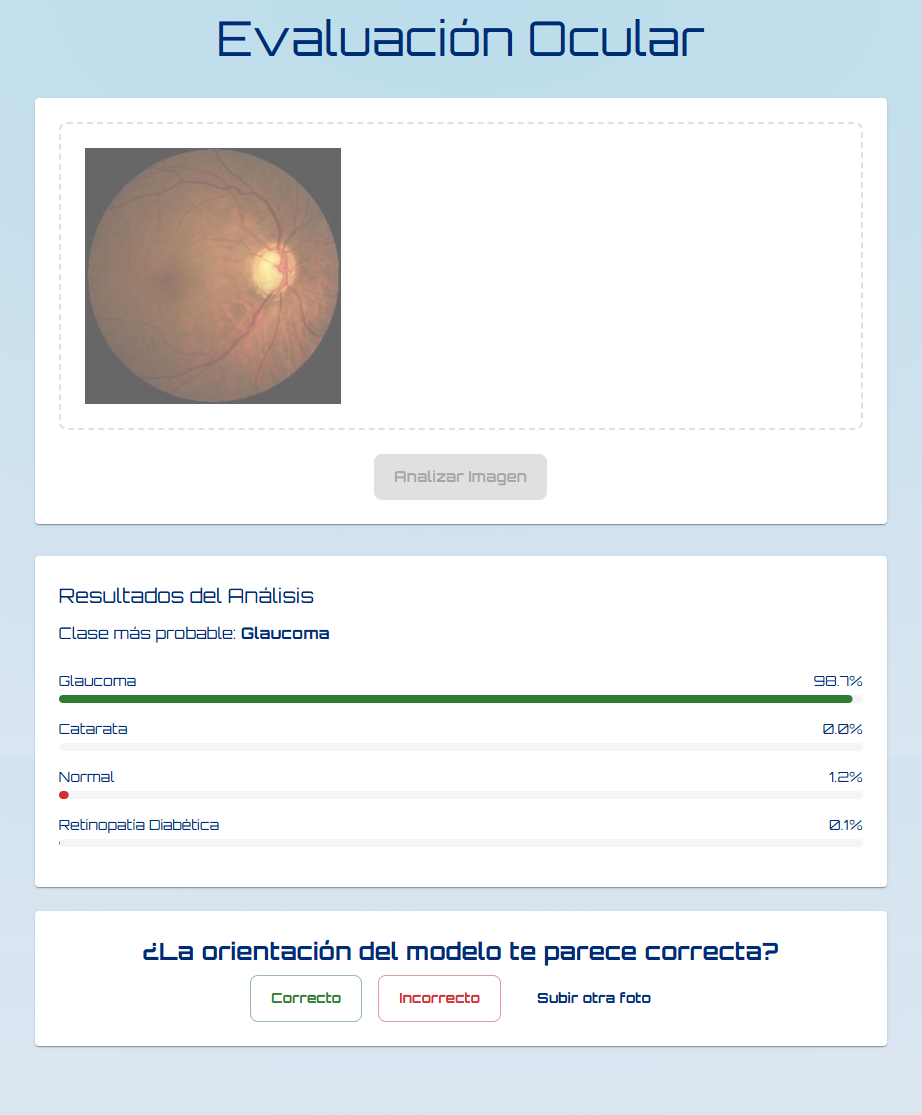 Evaluación Ocular
Analizar Imagen
Resultados del Análisis
Clase más probable: Glaucoma
Glaucoma 98.7%
Catarata 0.0%
Normal 1.2%
Retinopatía Diabética 0.1%
¿La orientación del modelo te parece correcta?
Correcto Incorrecto Subir otra foto